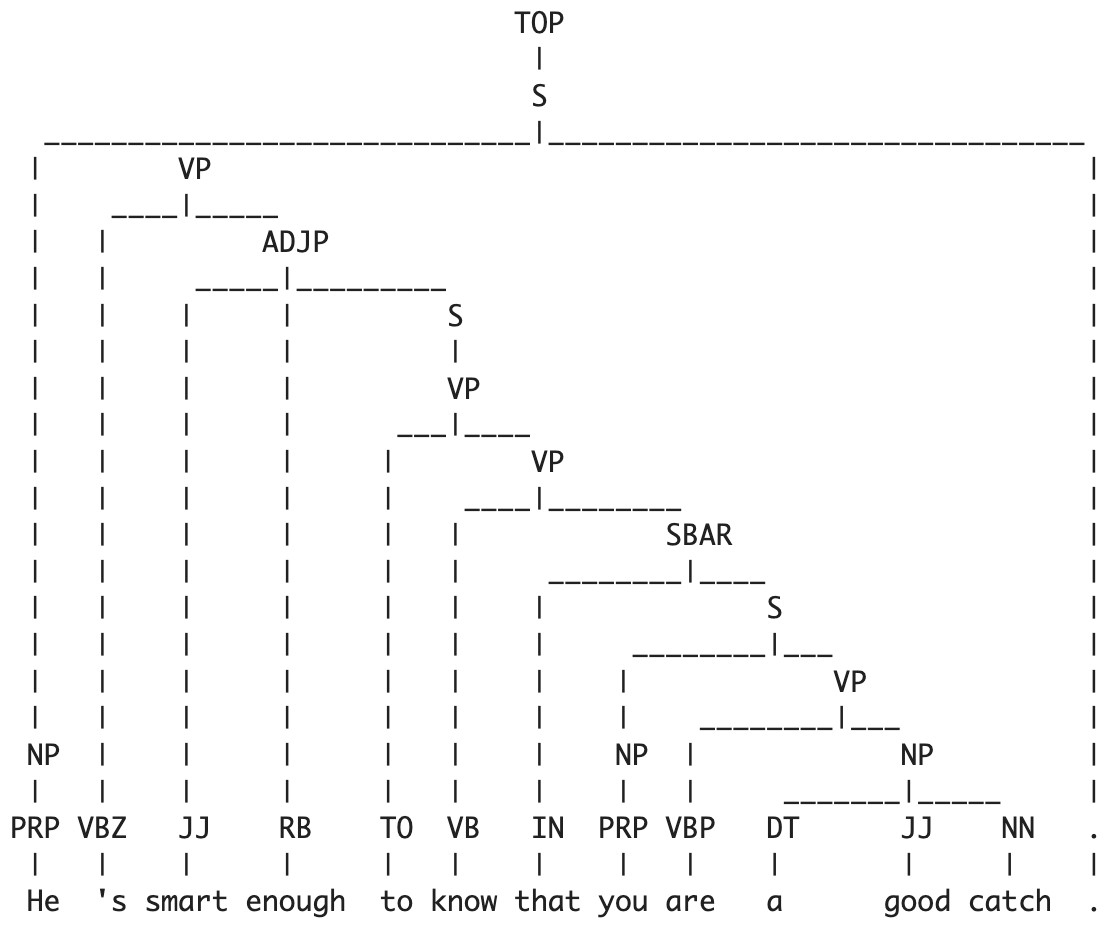 TOP
S
VP
ADJP
S
VP
VP
SBAR
S
VP
NP NP NP
PRP VBZ JJ RB TO VB IN PRP VBP DT JJ NN .
He 's smart enough to know that you are a good catch .